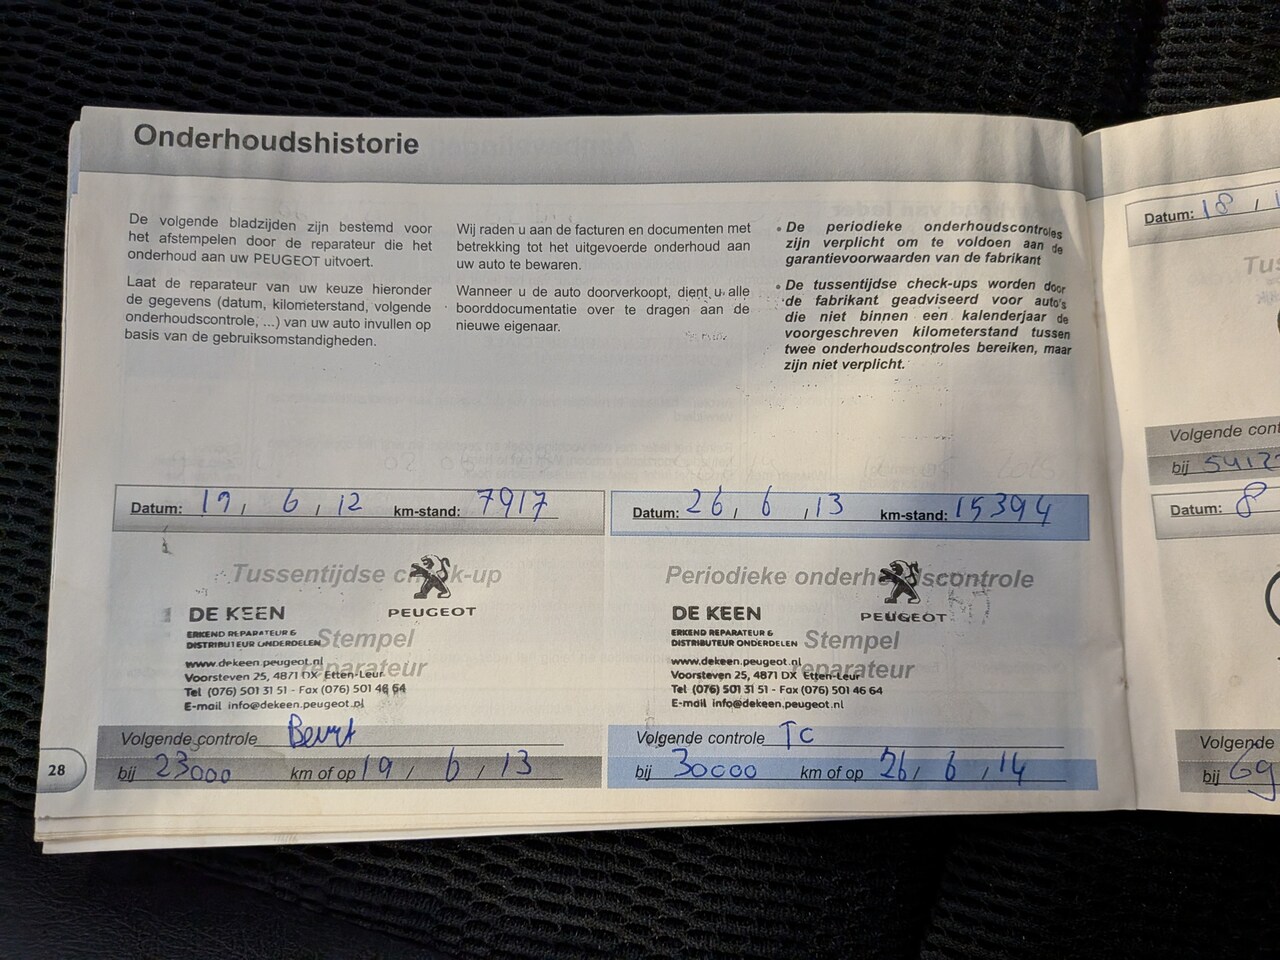 Onderhoudshistorie
De volgende bladzijden zijn bestemd voor
het afstempelen door de reparateur die het
onderhoud aan uw PEUGEOT uitvoert.
Laat de reparateur van uw keuze hieronder
de gegevens (datum, kilometerstand, volgende
onderhoudscontrole, ...) van uw auto invullen op
basis van de gebruiksomstandigheden.
Wij raden u aan de facturen en documenten met
betrekking tot het uitgevoerde onderhoud aan
uw auto te bewaren.
Wanneer u de auto doorverkoopt, dient u alle
boorddocumentatie over te dragen aan de
nieuwe eigenaar.
• De periodieke onderhoudscontroles
zijn verplicht om te voldoen aan de
garantievoorwaarden van de fabrikant
• De tussentijdse check-ups worden door
de fabrikant geadviseerd voor auto's
die niet binnen een kalenderjaar de
voorgeschreven kilometerstand tussen
twee onderhoudscontroles bereiken, maar
zijn niet verplicht.
Datum: 19, 6, 12 km-stand: 7917
Tussentijdse check-up
PEUGEOT
DE KEEN
ERKEND REPARATEUR &
DISTRIBUTEUR ONDERDELEN
Stempel
reparateur
www.dekeen.peugeot.nl
Voorsteven 25, 4871 DX Etten-Leur
Tel (076) 501 31 51 - Fax (076) 501 46 64
E-mail info@dekeen.peugeot.nl
Volgende controle Beurt
bij 23000 km of op 19, 6, 13
Datum: 26, 6, 13 km-stand: 15394
Periodieke onderhoudscontrole
PEUGEOT
DE KEEN
ERKEND REPARATEUR &
DISTRIBUTEUR ONDERDELEN
Stempel
reparateur
www.dekeen.peugeot.nl
Voorsteven 25, 4871 DX Etten-Leur
Tel (076) 501 31 51 - Fax (076) 501 46 64
E-mail info@dekeen.peugeot.nl
Volgende controle TC
bij 30000 km of op 26, 6, 14
28
Datum: 18, 1
Tus
Volgende cont
bij 5412
Datum: 8
Volgende
bij 69